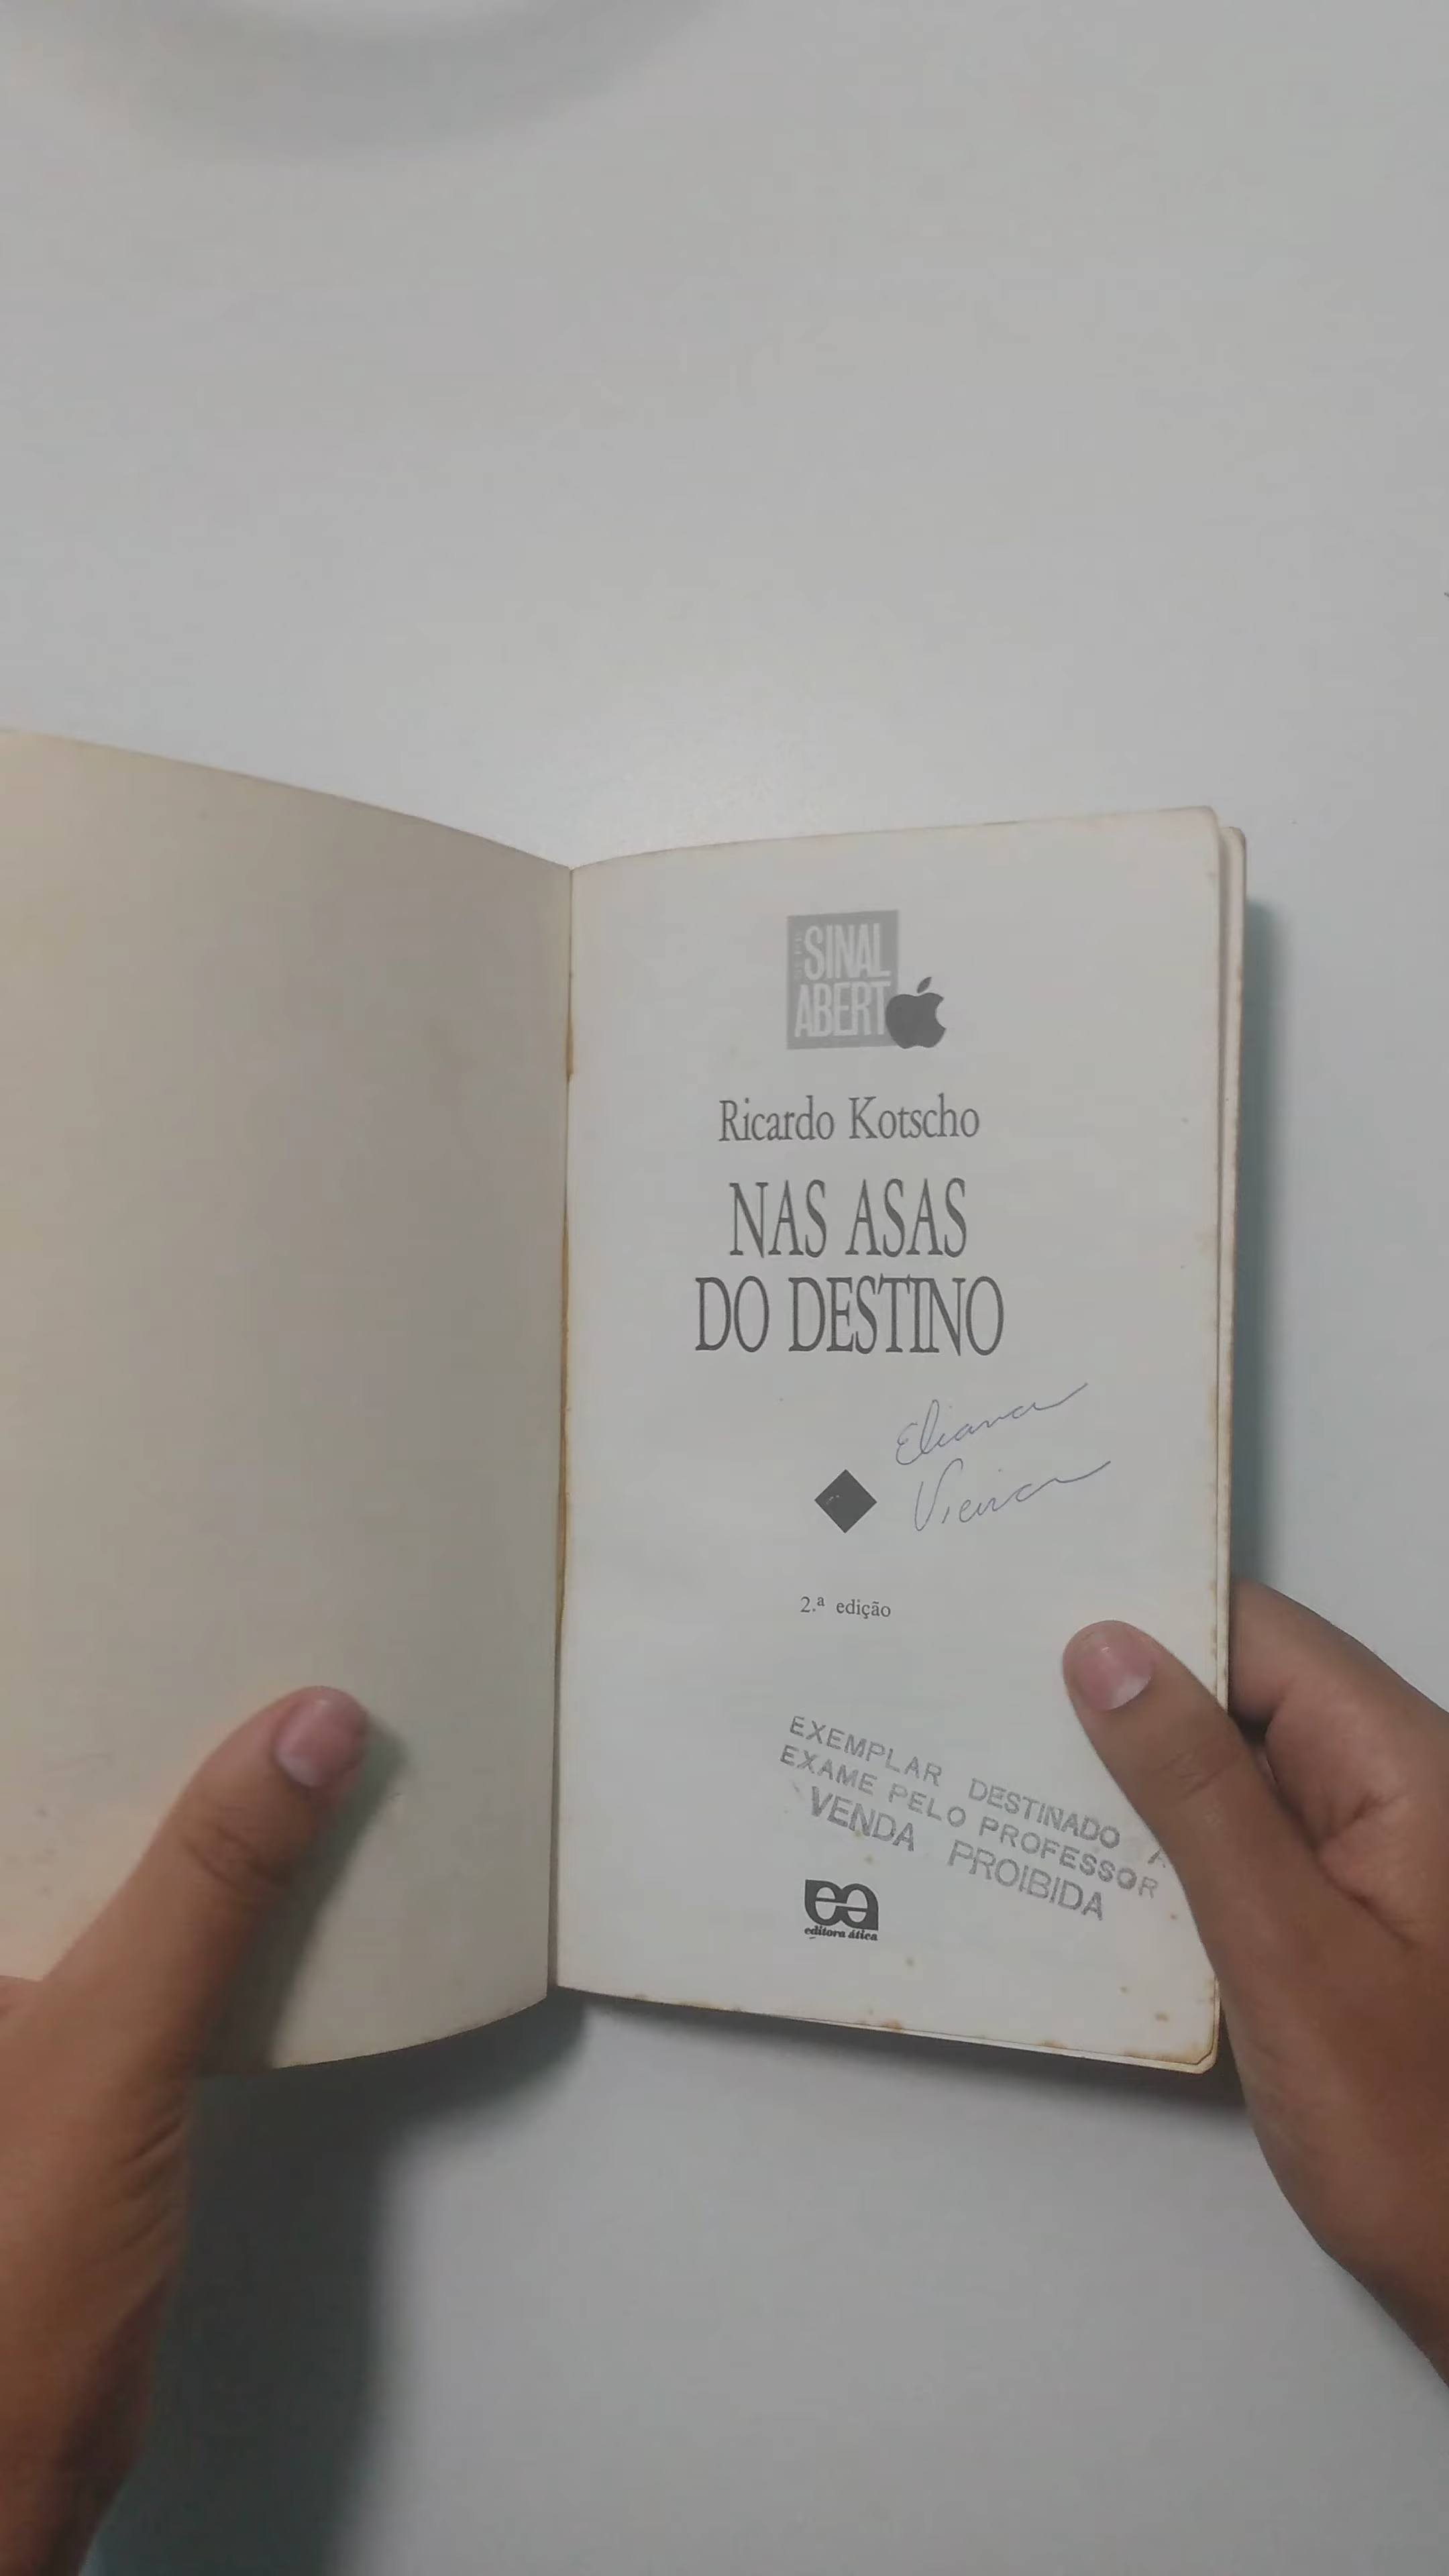 SINAL
ABERT
Ricardo Kotscho
NAS ASAS
DO DESTINO
Eliana
Vieira
2.ª edição
EXEMPLAR DESTINADO A
EXAME PELO PROFESSOR
VENDA PROIBIDA
ea
editora ática